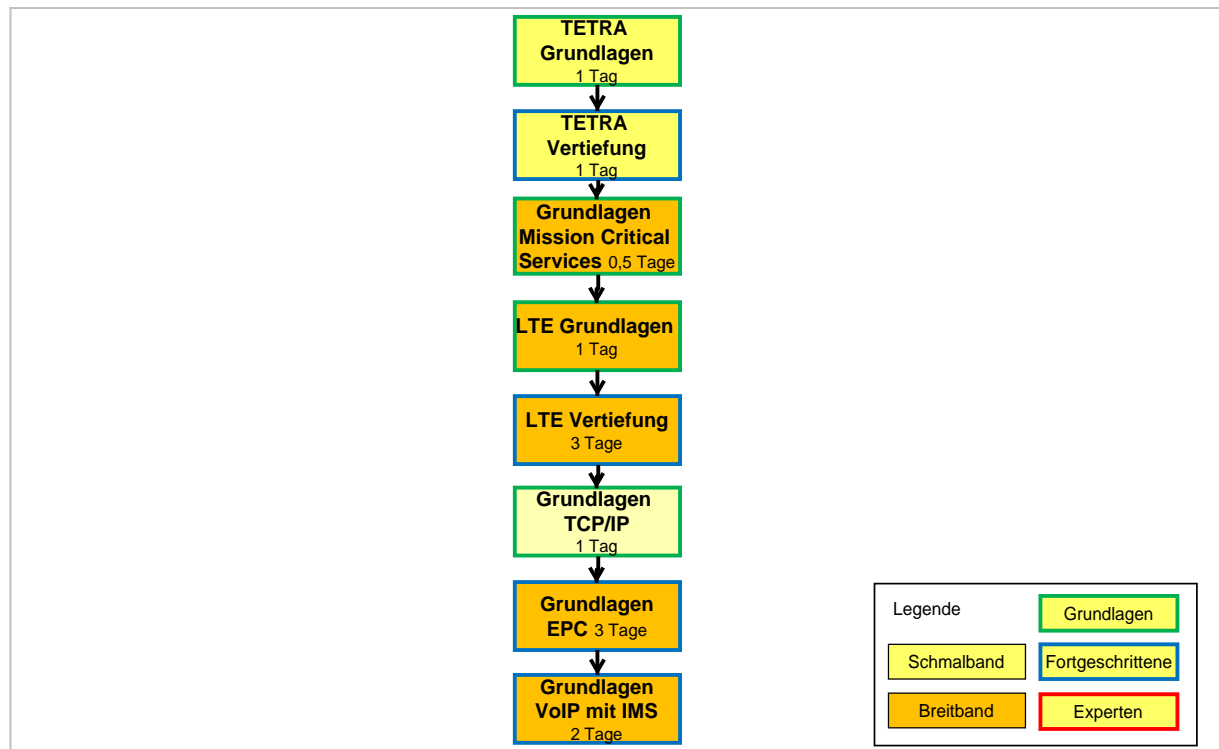 TETRA
Grundlagen
1 Tag
TETRA
Vertiefung
1 Tag
Grundlagen
Mission Critical
Services 0,5 Tage
LTE Grundlagen
1 Tag
LTE Vertiefung
3 Tage
Grundlagen
TCP/IP
1 Tag
Grundlagen
EPC 3 Tage
Grundlagen
VoIP mit IMS
2 Tage
Legende
Grundlagen
Schmalband
Fortgeschrittene
Breitband
Experten